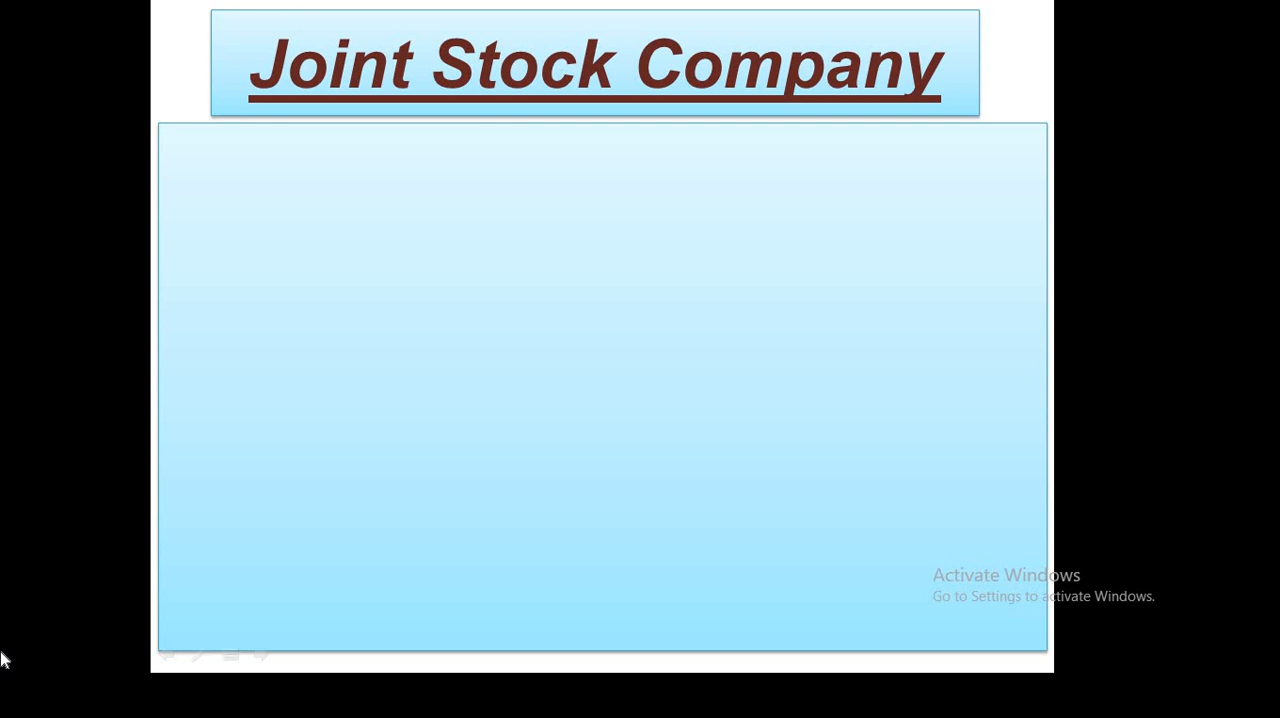 Joint Stock Company
Activate Windows
Go to Settings to activate Windows.